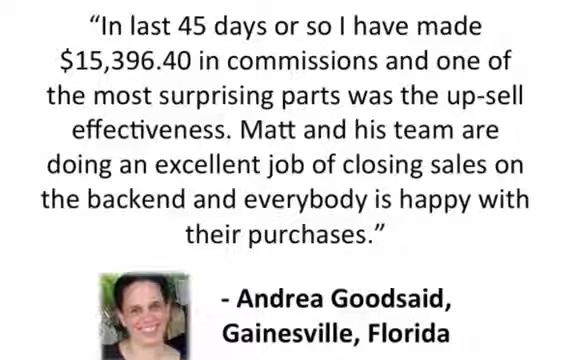 “In last 45 days or so I have made
$15,396.40 in commissions and one of
the most surprising parts was the up-sell
effectiveness. Matt and his team are
doing an excellent job of closing sales on
the backend and everybody is happy with
their purchases.”
- Andrea Goodsaid,
Gainesville, Florida